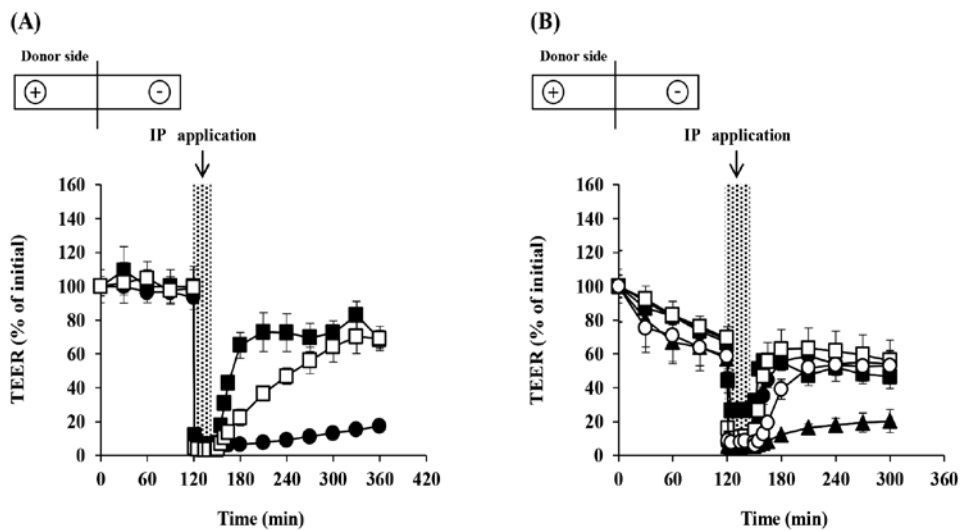 (A)
Donor side
+ -
IP application
TEER (% of initial)
160
140
120
100
80
60
40
20
0
0 60 120 180 240 300 360 420
Time (min)
(B)
Donor side
+ -
IP application
TEER (% of initial)
160
140
120
100
80
60
40
20
0
0 60 120 180 240 300 360
Time (min)